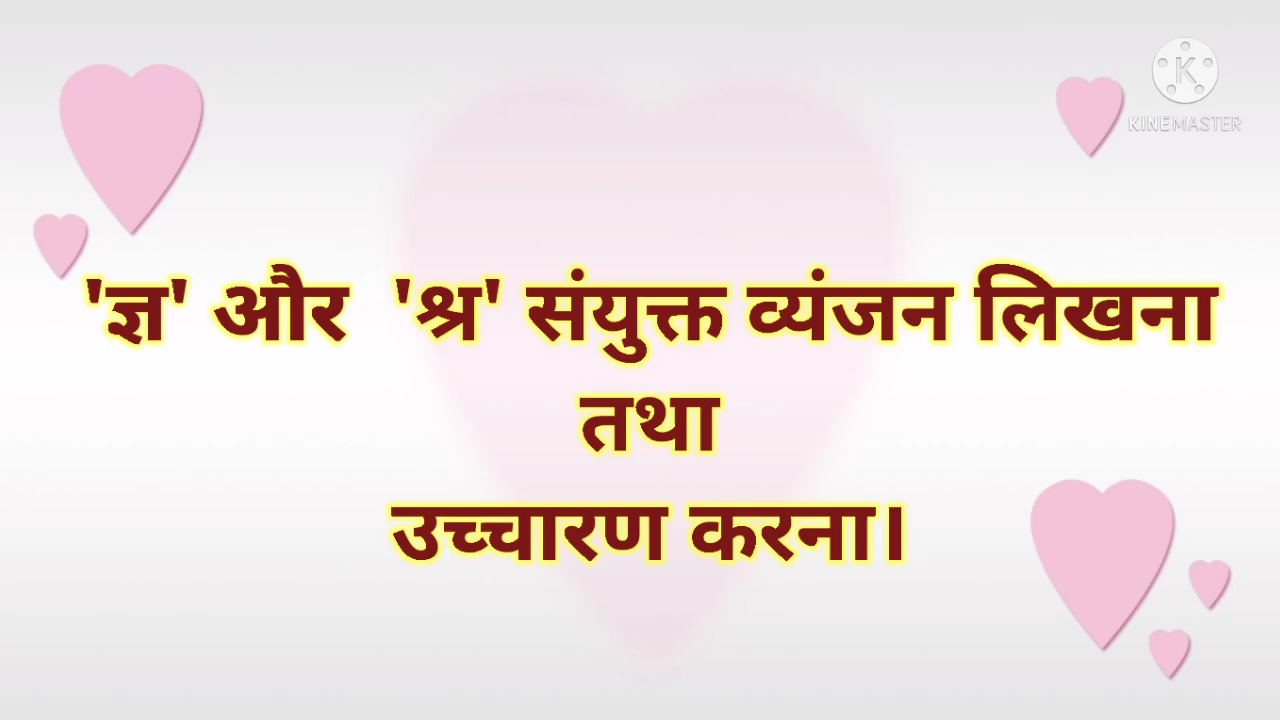 KINEMASTER
'ज्ञ' और 'श्र' संयुक्त व्यंजन लिखना
तथा
उच्चारण करना।